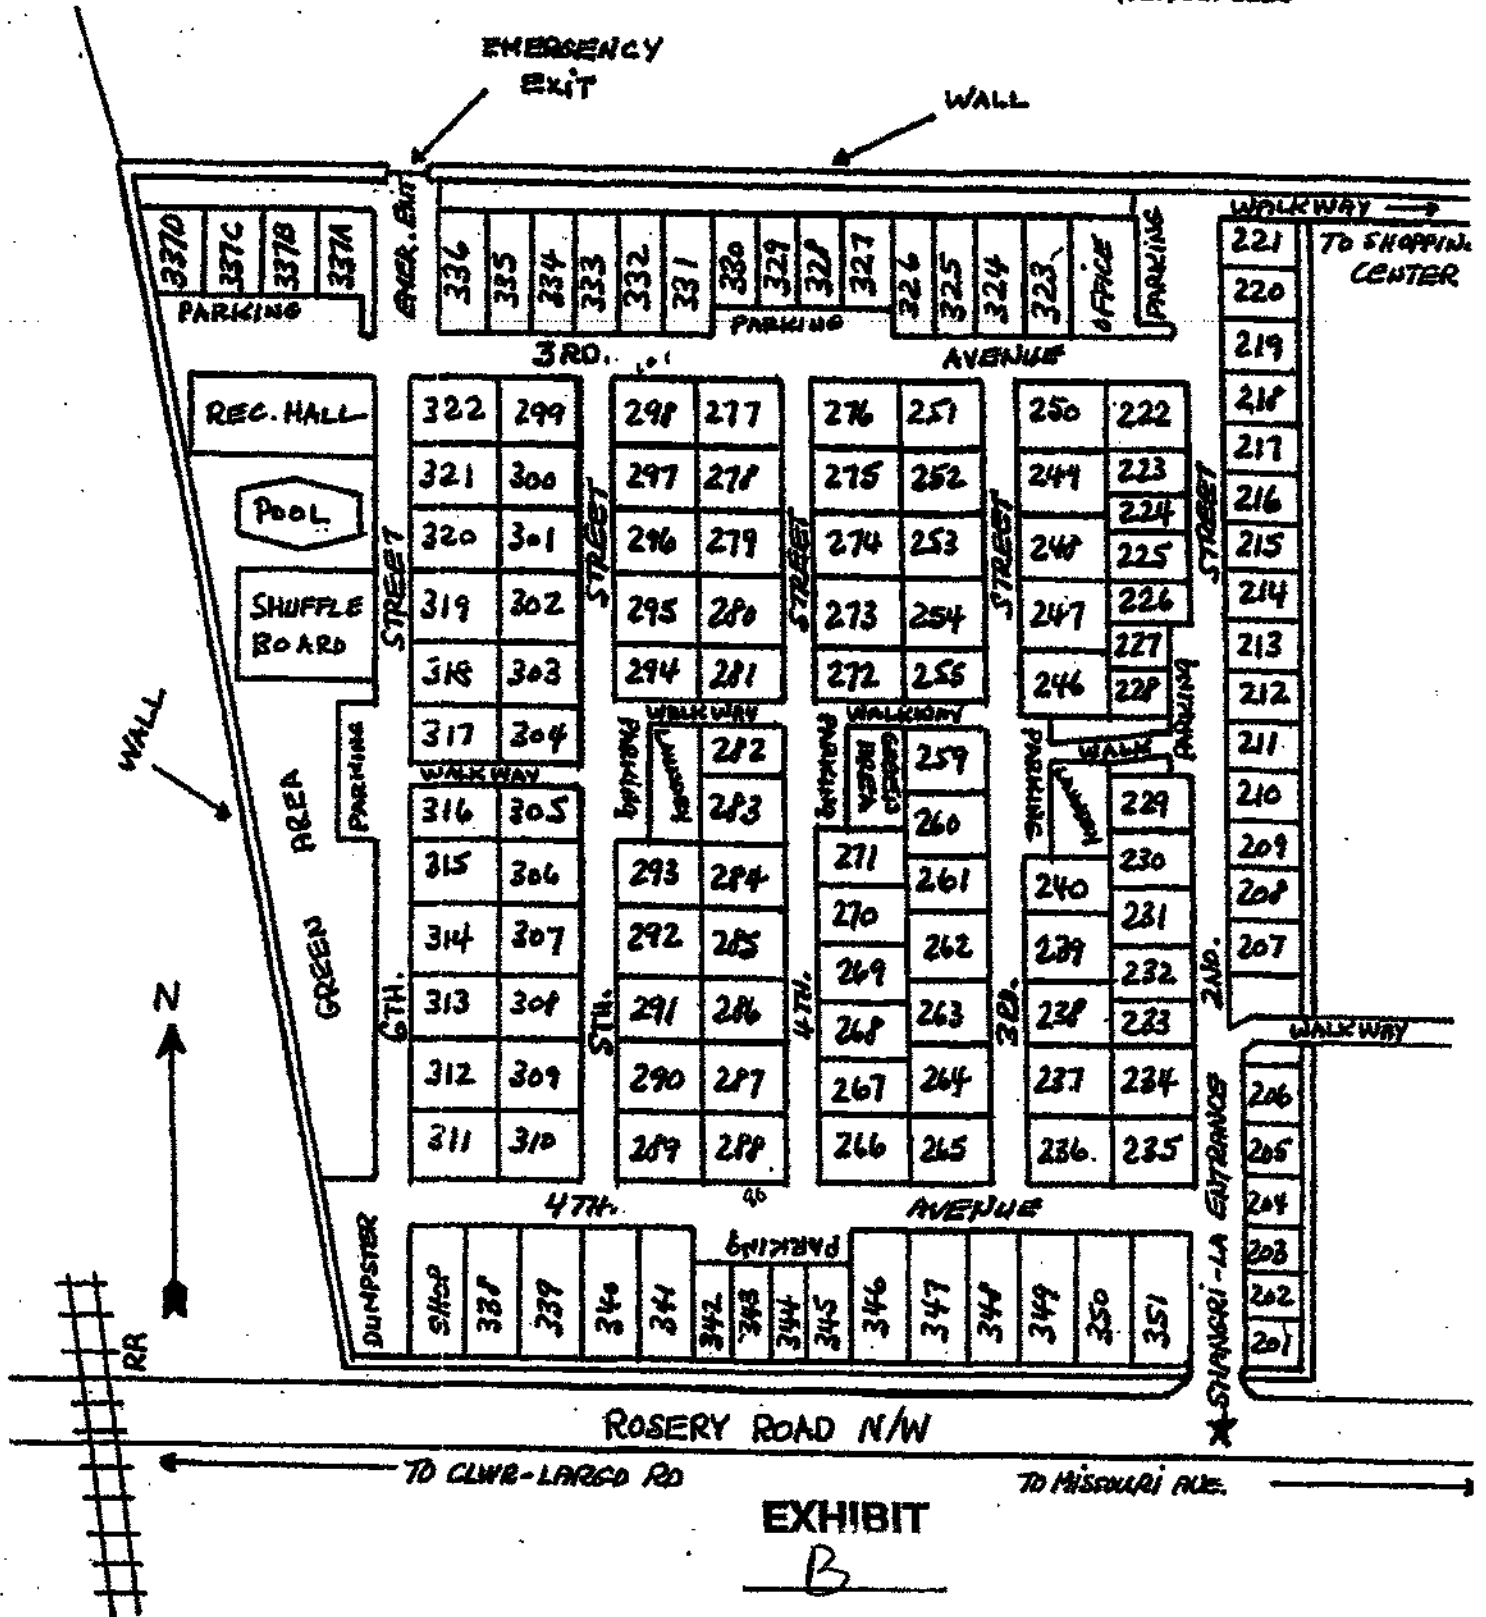 EMERGENCY
EXIT
WALL
WALKWAY
TO SHOPPING
CENTER
337D 337C 337B 337A
EMER. EXIT
336 335 334 333 332 331 330 329 328 327 326 325 324 323 OFFICE PARKING
PARKING
PARKING
3RD. AVENUE
221
220
219
218
217
216
215
214
213
212
211
210
209
208
207
REC. HALL
POOL
SHUFFLE
BOARD
PARKING
GREEN AREA
WALL
6TH. STREET
322 299
321 300
320 301
319 302
318 303
317 304
WALKWAY
316 305
315 306
314 307
313 308
312 309
311 310
5TH. STREET
298 277
297 278
296 279
295 280
294 281
WALKWAY
PARKING
LAUNDRY
282
283
293 284
292 285
291 286
290 287
289 288
4TH. STREET
276 251
275 252
274 253
273 254
272 255
WALKWAY
PARKING
AREA
259
260
271 261
270 262
269 263
268 264
267 265
266
3RD. STREET
250 222
249 223
248 224
247 225
246 226
227
228
PARKING
WALK
PARKING
LAUNDRY
229
230
240 231
239 232
238 233
237 234
236. 235
2ND. STREET
WALKWAY
206
205
204
203
202
201
SHANGRI-LA ENTRANCE
4TH. AVENUE
DUMPSTER
SHOP 338 339 340 341 342 343 344 345 346 347 348 349 350 351
PARKING
N
RR
ROSERY ROAD N/W
TO CLWR-LARGO RD
TO MISSOURI AVE.
EXHIBIT
B